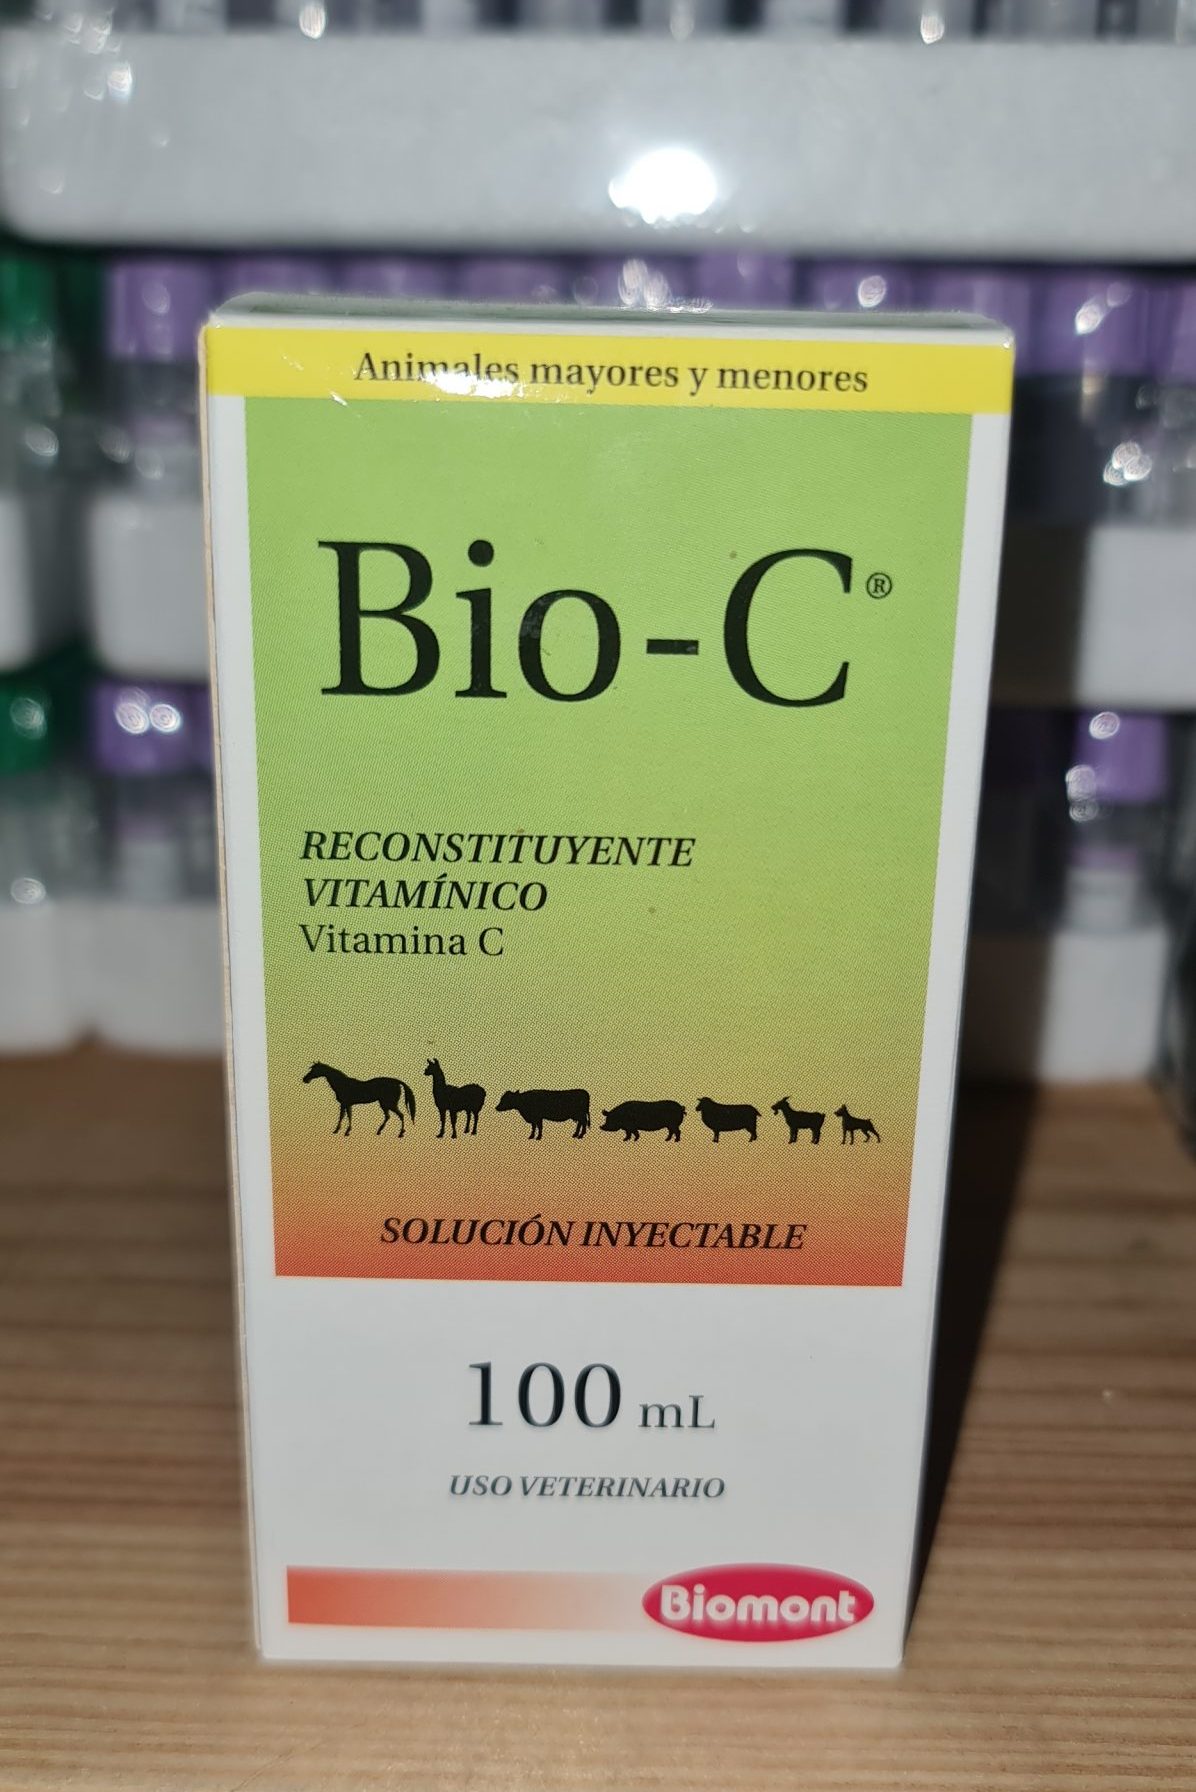 Animales mayores y menores
Bio-C®
RECONSTITUYENTE
VITAMÍNICO
Vitamina C
SOLUCIÓN INYECTABLE
100 mL
USO VETERINARIO
Biomont